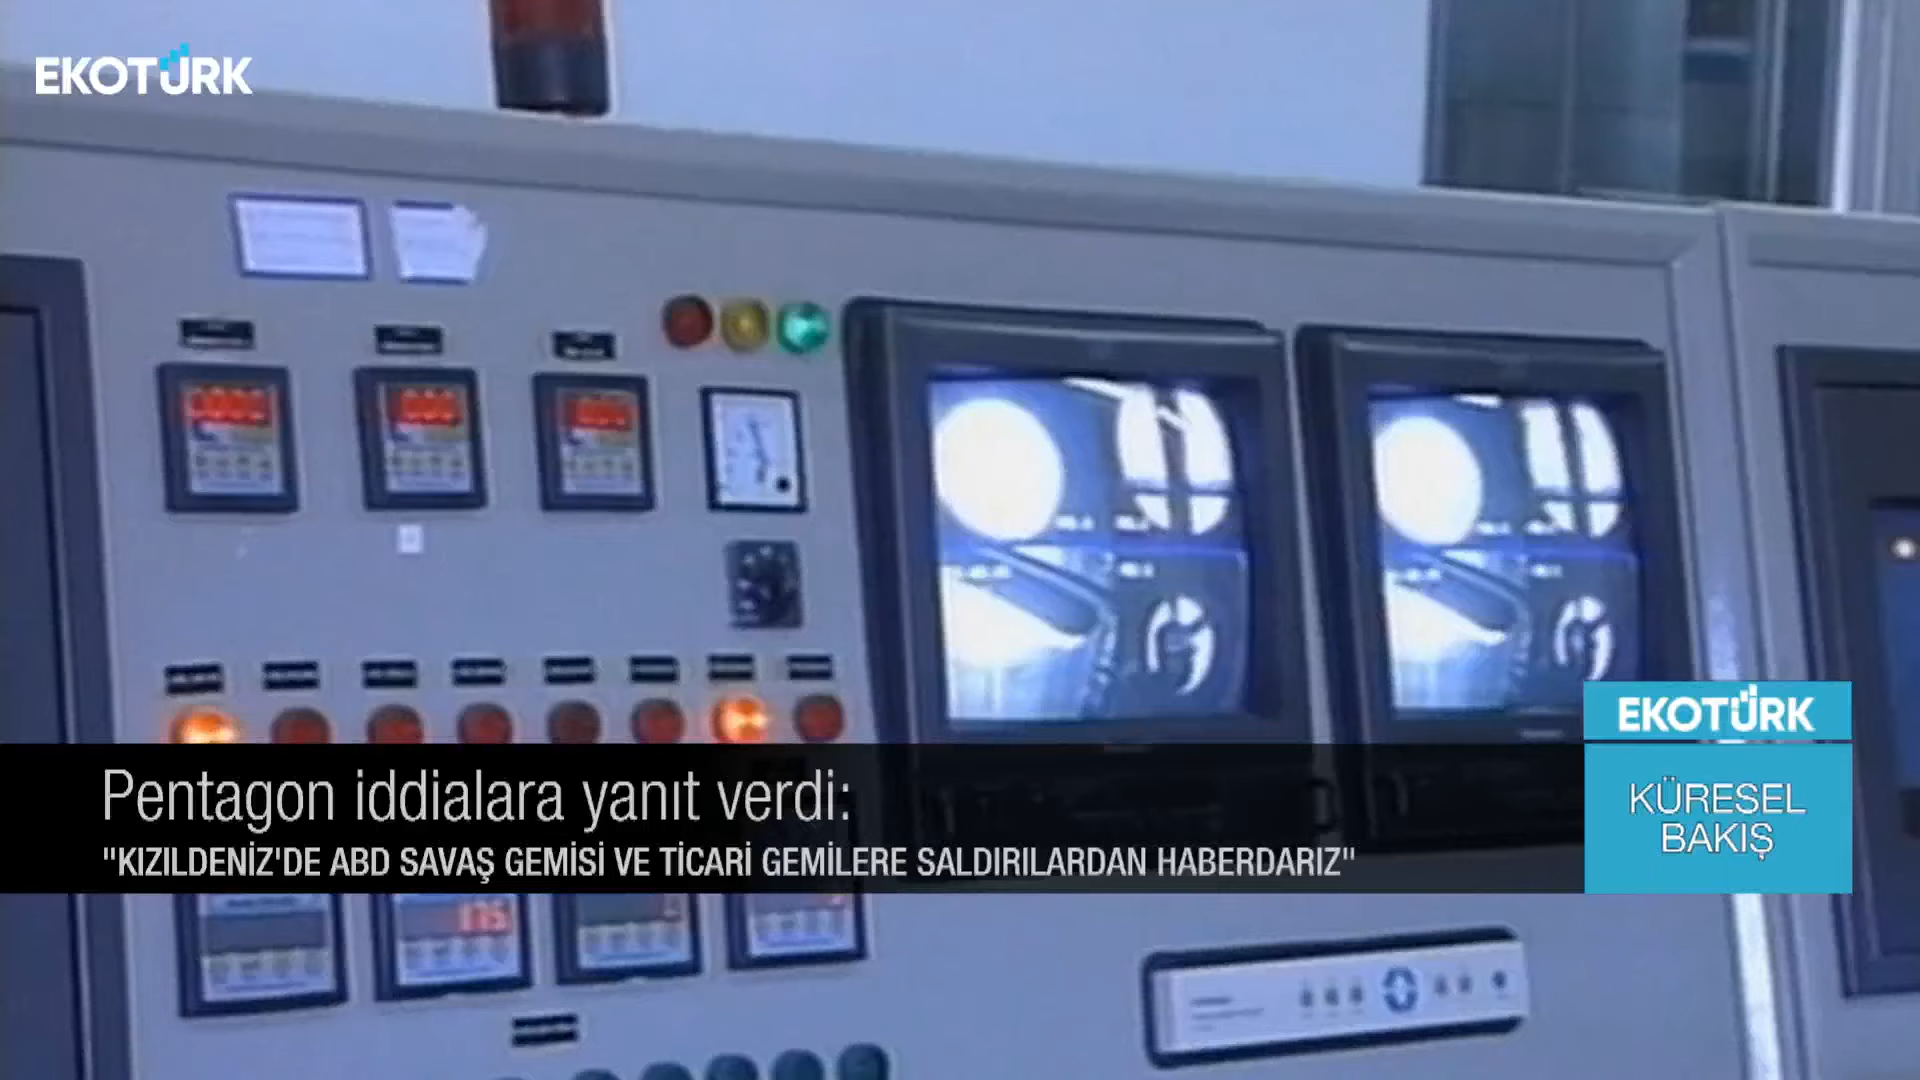 EKOTÜRK
EKOTÜRK
Pentagon iddialara yanıt verdi:
"KIZILDENİZ'DE ABD SAVAŞ GEMİSİ VE TİCARİ GEMİLERE SALDIRILARDAN HABERDARIZ"
KÜRESEL
BAKIŞ